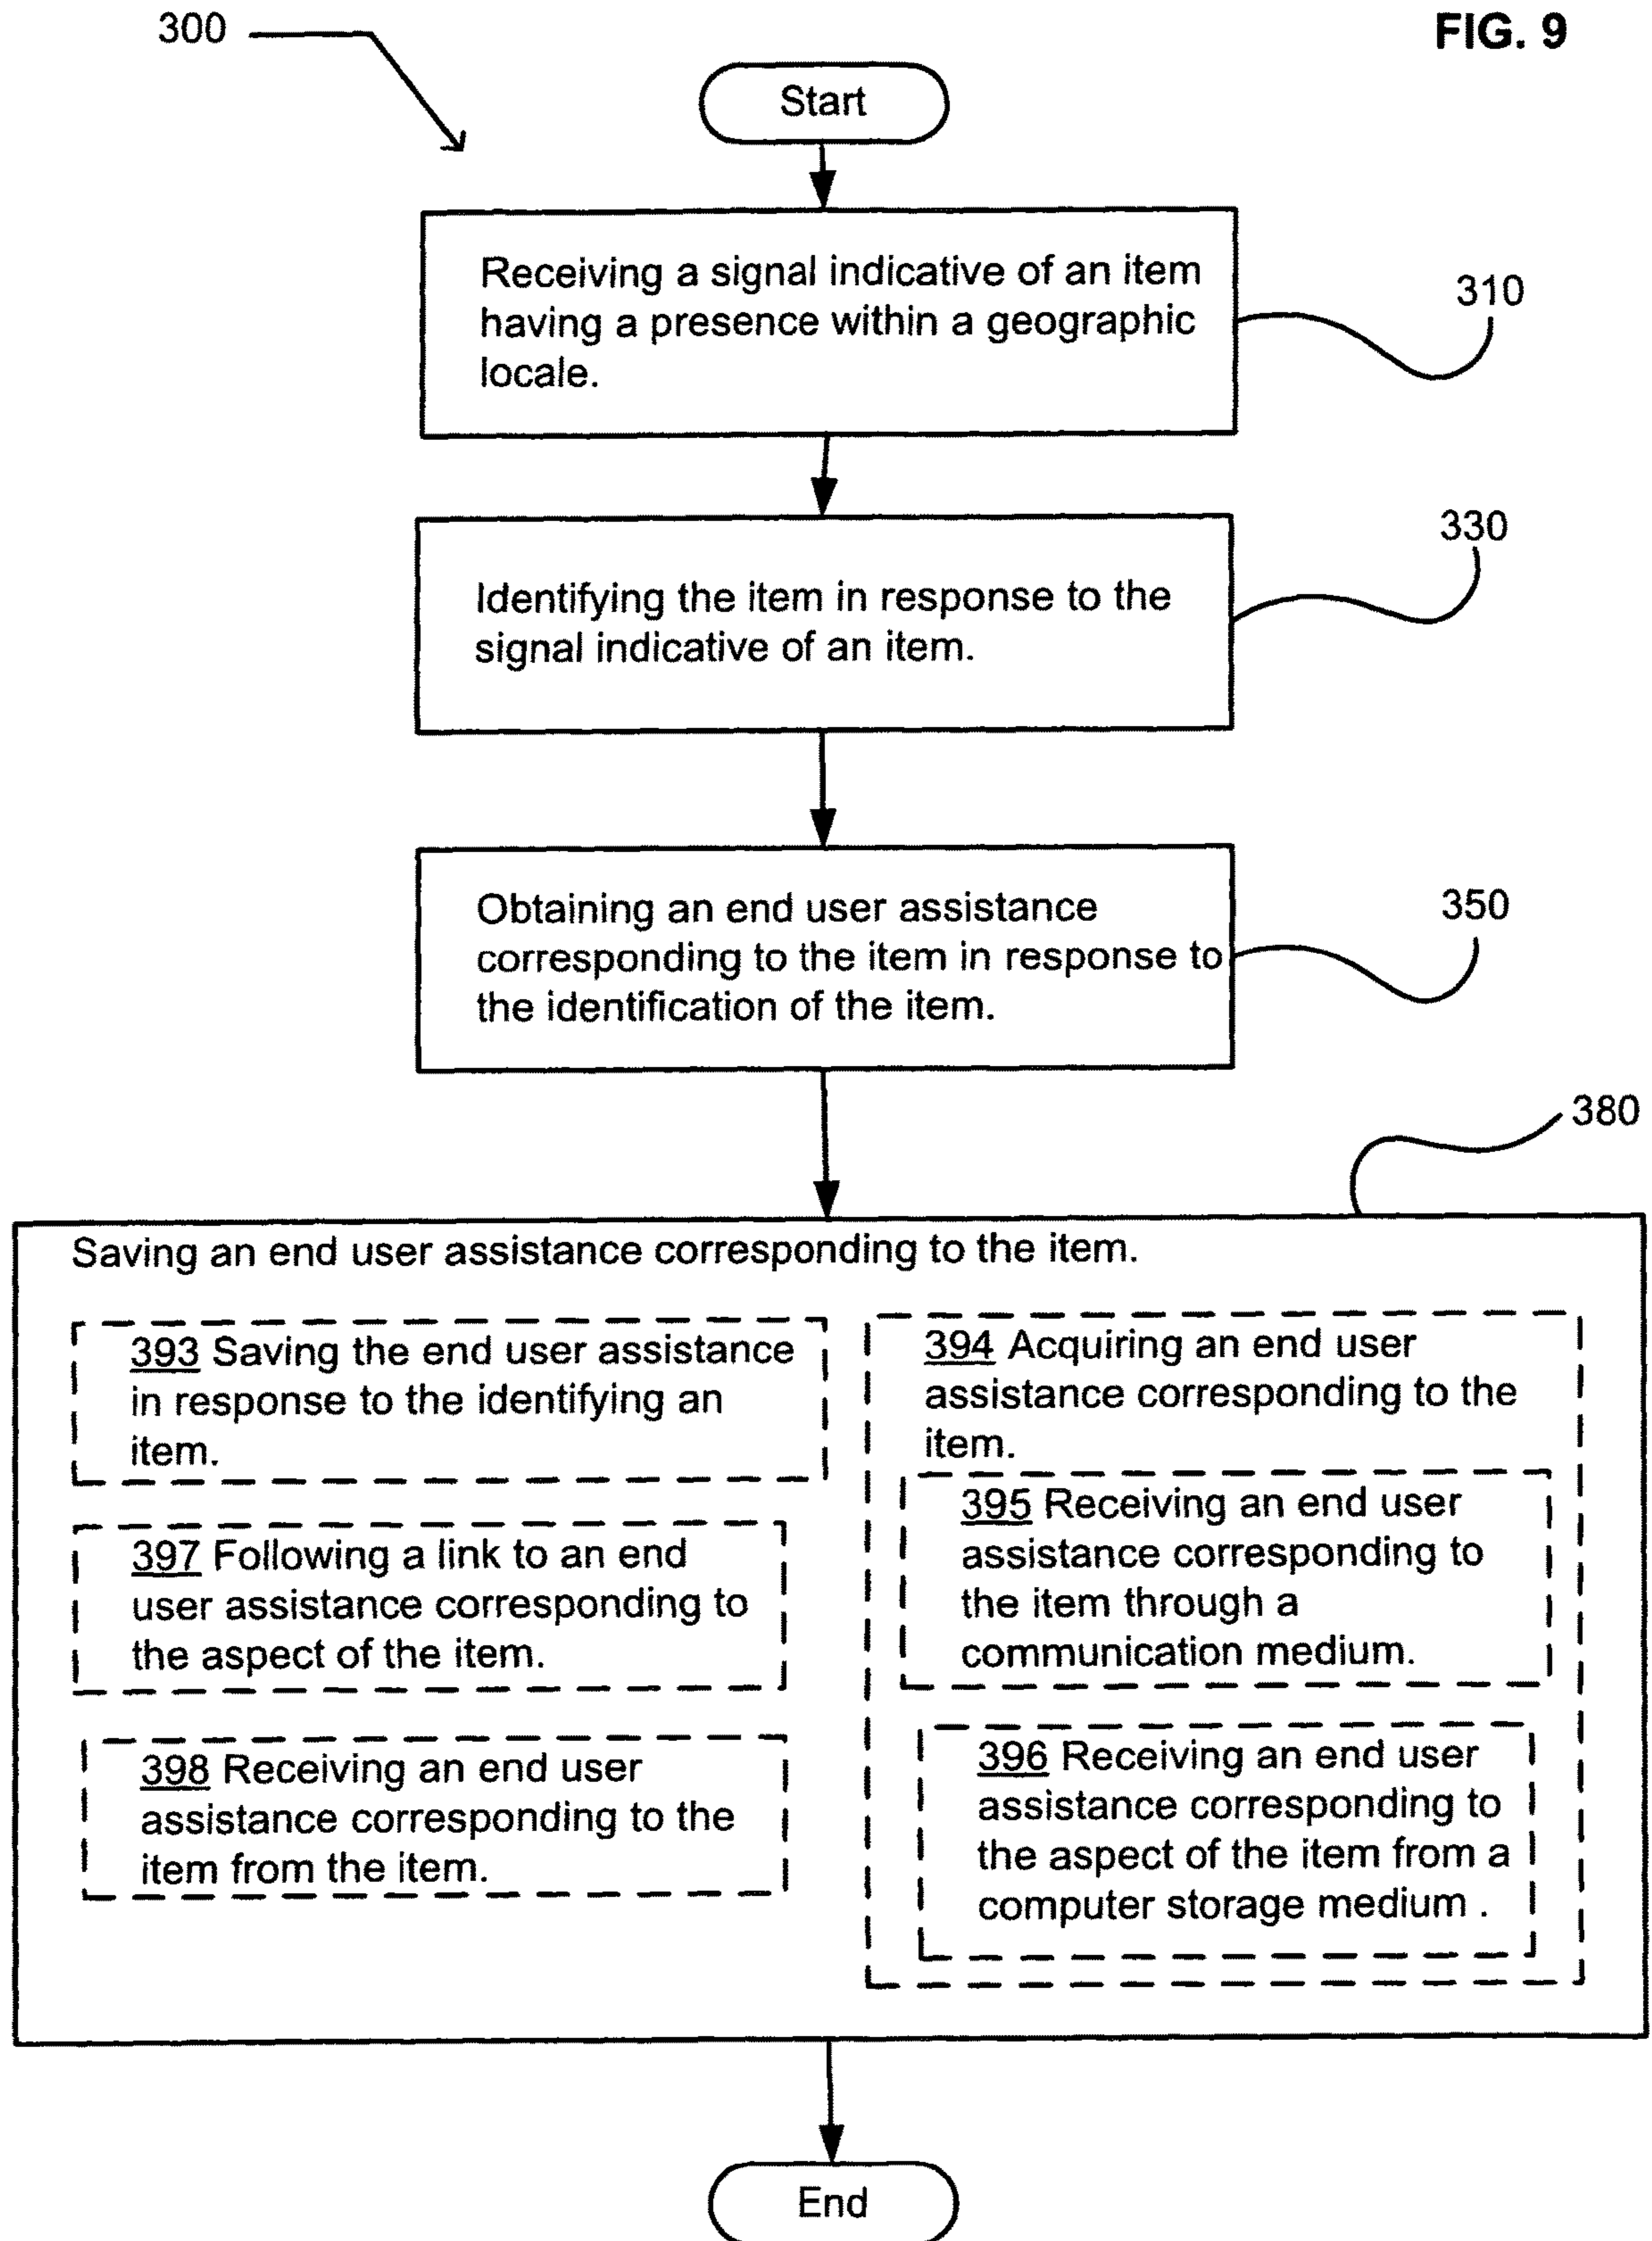 300
FIG. 9
Start
Receiving a signal indicative of an item
having a presence within a geographic
locale.
310
Identifying the item in response to the
signal indicative of an item.
330
Obtaining an end user assistance
corresponding to the item in response to
the identification of the item.
350
380
Saving an end user assistance corresponding to the item.
393 Saving the end user assistance
in response to the identifying an
item.
397 Following a link to an end
user assistance corresponding to
the aspect of the item.
398 Receiving an end user
assistance corresponding to the
item from the item.
394 Acquiring an end user
assistance corresponding to the
item.
395 Receiving an end user
assistance corresponding to
the item through a
communication medium.
396 Receiving an end user
assistance corresponding to
the aspect of the item from a
computer storage medium .
End